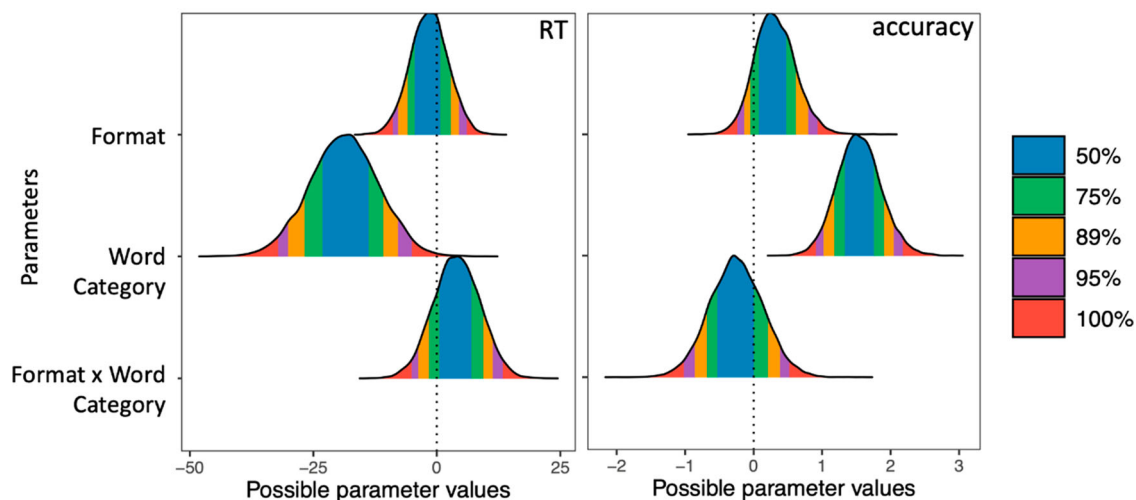 RT
accuracy
Parameters
Format
Word
Category
Format x Word
Category
−50
−25
0
25
−2
−1
0
1
2
3
Possible parameter values
Possible parameter values
50%
75%
89%
95%
100%